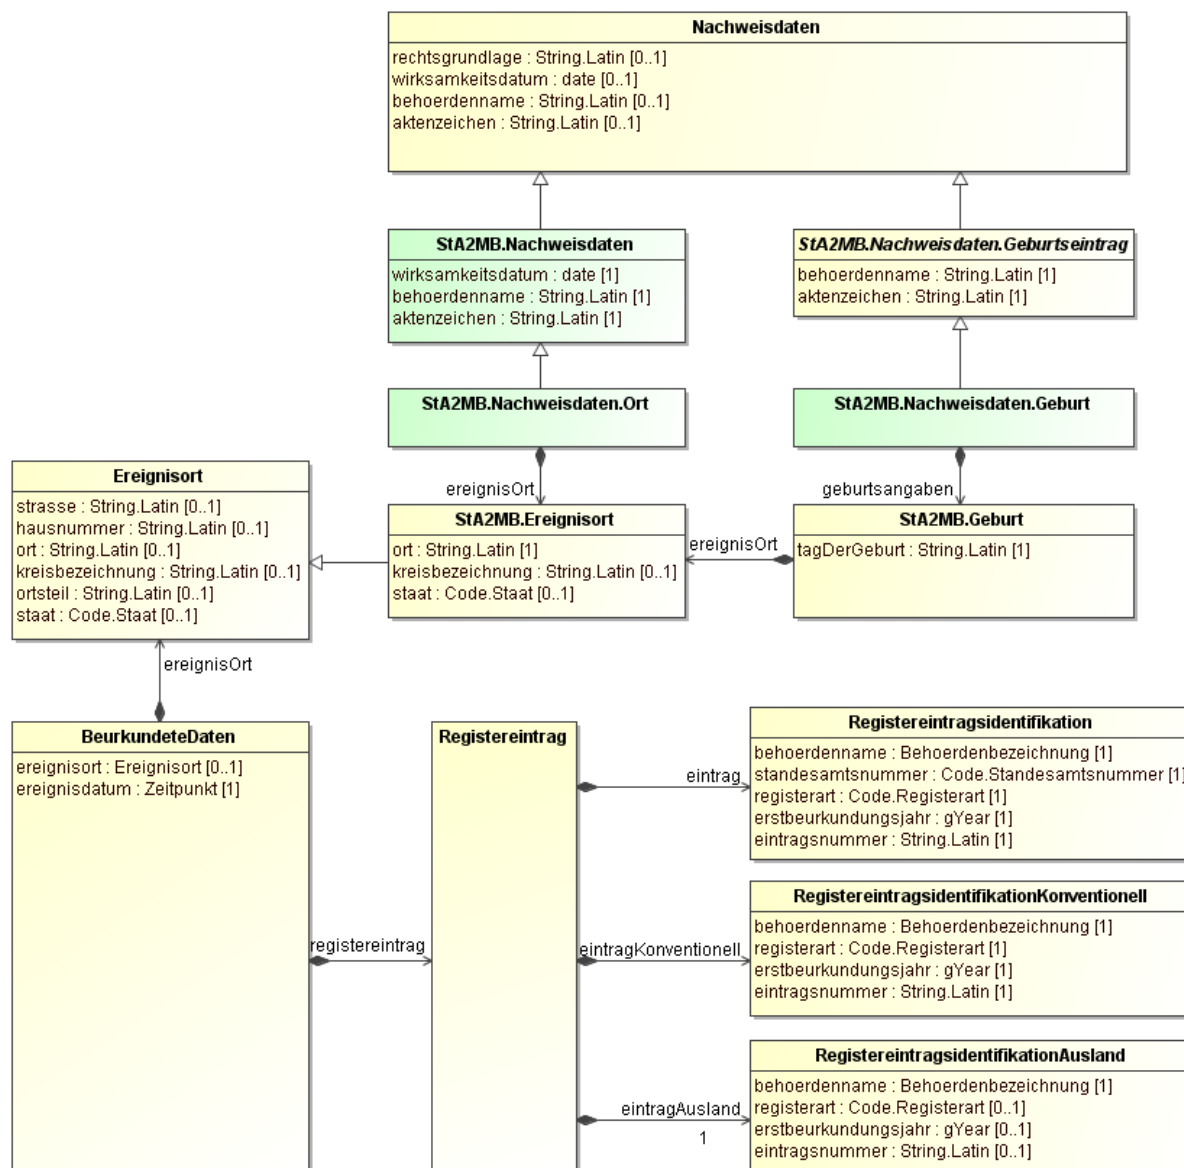 Nachweisdaten
rechtsgrundlage : String.Latin [0..1]
wirksamkeitsdatum : date [0..1]
behoerdenname : String.Latin [0..1]
aktenzeichen : String.Latin [0..1]
StA2MB.Nachweisdaten
wirksamkeitsdatum : date [1]
behoerdenname : String.Latin [1]
aktenzeichen : String.Latin [1]
StA2MB.Nachweisdaten.Geburtseintrag
behoerdenname : String.Latin [1]
aktenzeichen : String.Latin [1]
StA2MB.Nachweisdaten.Ort
StA2MB.Nachweisdaten.Geburt
ereignisOrt
geburtsangaben
Ereignisort
strasse : String.Latin [0..1]
hausnummer : String.Latin [0..1]
ort : String.Latin [0..1]
kreisbezeichnung : String.Latin [0..1]
ortsteil : String.Latin [0..1]
staat : Code.Staat [0..1]
StA2MB.Ereignisort
ort : String.Latin [1]
kreisbezeichnung : String.Latin [0..1]
staat : Code.Staat [0..1]
ereignisOrt
StA2MB.Geburt
tagDerGeburt : String.Latin [1]
ereignisOrt
BeurkundeteDaten
ereignisort : Ereignisort [0..1]
ereignisdatum : Zeitpunkt [1]
registereintrag
Registereintrag
eintrag
Registereintragsidentifikation
behoerdenname : Behoerdenbezeichnung [1]
standesamtsnummer : Code.Standesamtsnummer [1]
registerart : Code.Registerart [1]
erstbeurkundungsjahr : gYear [1]
eintragsnummer : String.Latin [1]
eintragKonventionell
RegistereintragsidentifikationKonventionell
behoerdenname : Behoerdenbezeichnung [1]
registerart : Code.Registerart [1]
erstbeurkundungsjahr : gYear [1]
eintragsnummer : String.Latin [1]
eintragAusland
1
RegistereintragsidentifikationAusland
behoerdenname : Behoerdenbezeichnung [1]
registerart : Code.Registerart [0..1]
erstbeurkundungsjahr : gYear [0..1]
eintragsnummer : String.Latin [0..1]